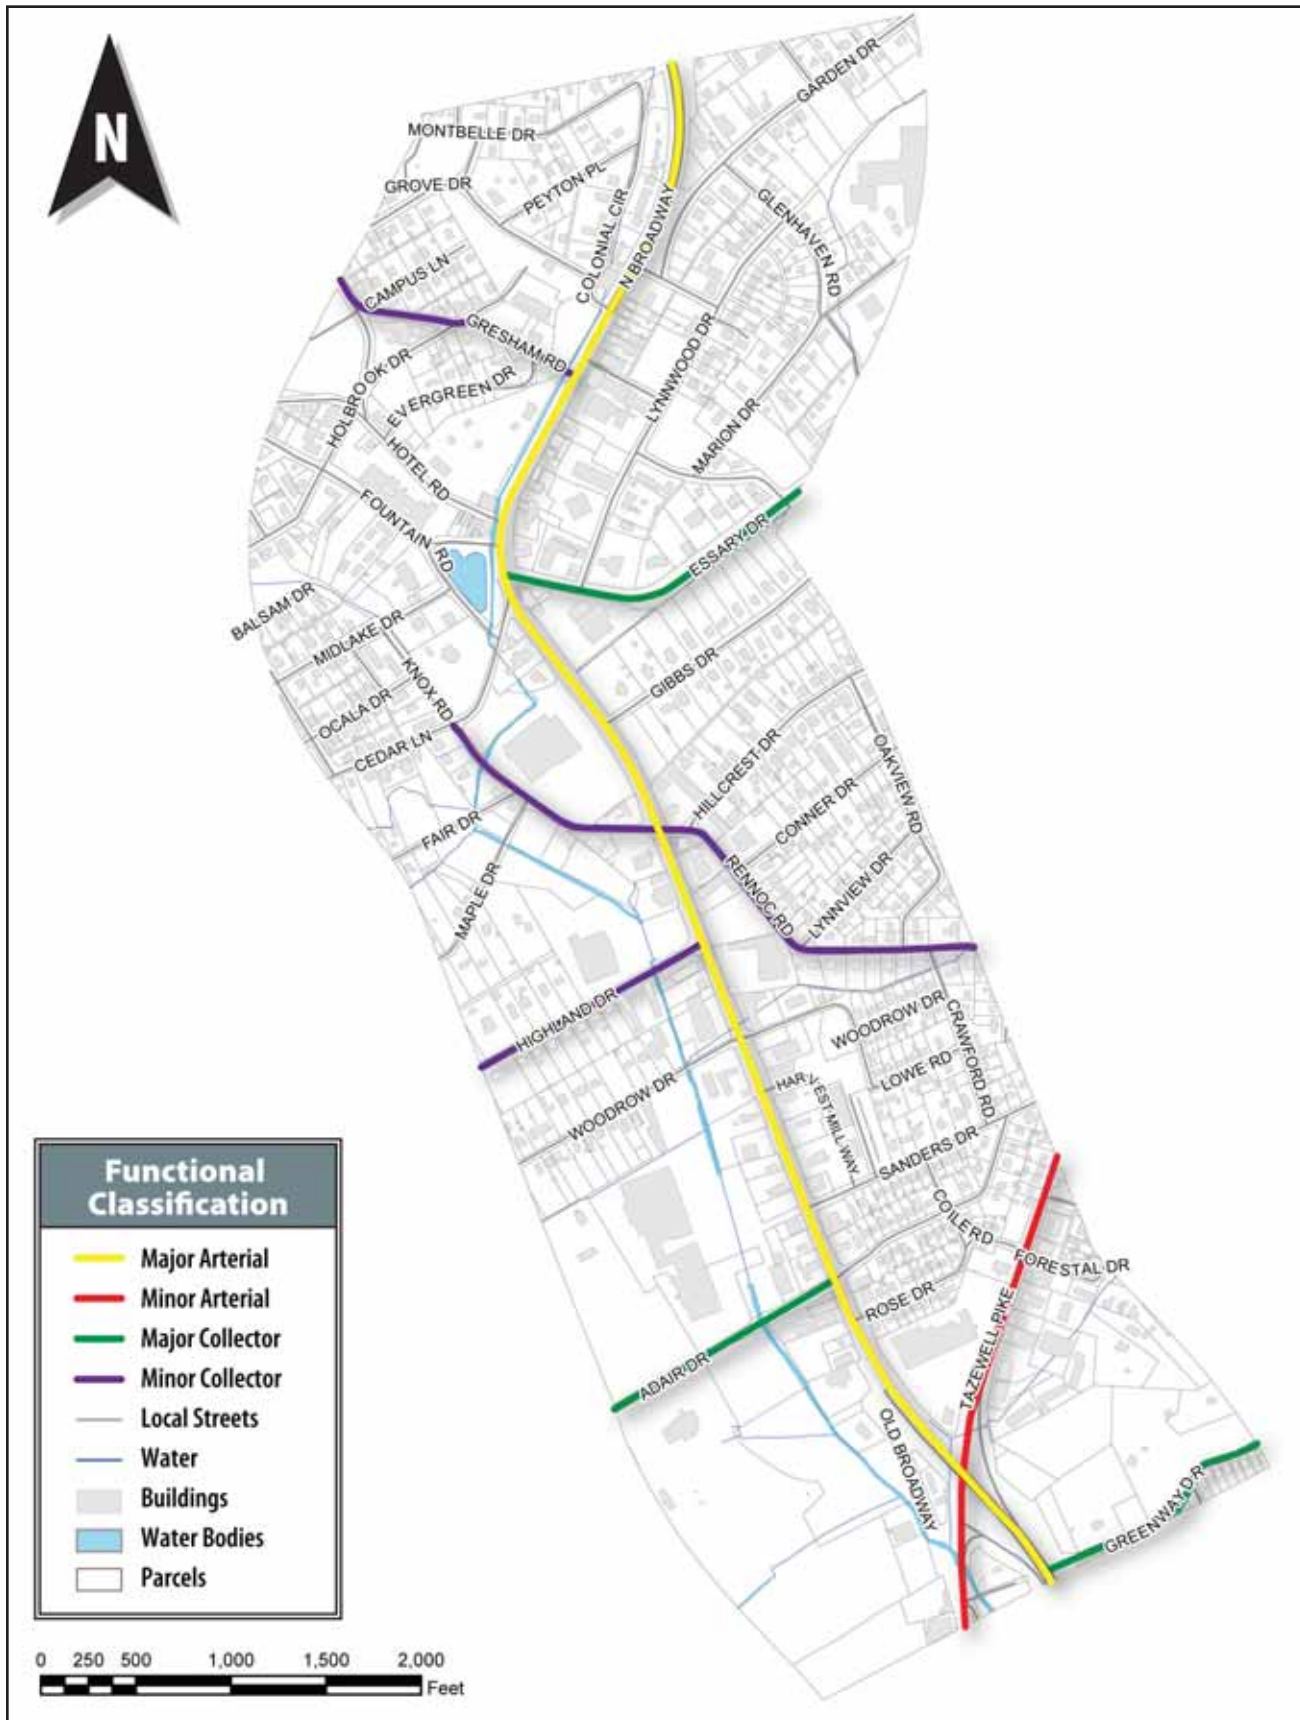 N
MONTBELLE DR
GARDEN DR
GROVE DR
PEYTON PL
COLONIAL CIR
N BROADWAY
GLENHAVEN RD
CAMPUS LN
GRESHAM RD
HOLBROOK DR
EVERGREEN DR
LYNNWOOD DR
MARION DR
HOTEL RD
FOUNTAIN RD
ESSARY DR
BALSAM DR
MIDLAKE DR
KNOX RD
GIBBS DR
OCALA DR
CEDAR LN
HILLCREST DR
OAKVIEW RD
CONNER DR
FAIR DR
MAPLE DR
RENNOC RD
LYNNVIEW DR
HIGHLAND DR
WOODROW DR
CRAWFORD RD
LOWE RD
HARVEST MILL WAY
WOODROW DR
SANDERS DR
COILE RD
FORESTAL DR
ROSE DR
TAZEWELL PIKE
ADAIR DR
OLD BROADWAY
GREENWAY DR
Functional
Classification
Major Arterial
Minor Arterial
Major Collector
Minor Collector
Local Streets
Water
Buildings
Water Bodies
Parcels
0 250 500 1,000 1,500 2,000
Feet